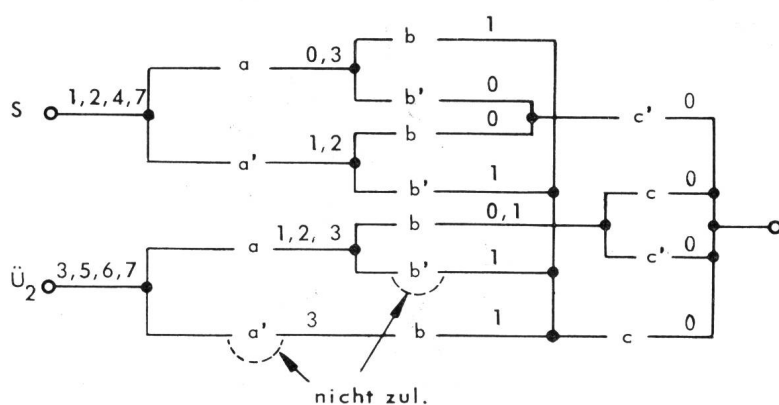 b 1
a 0,3
b' 0
1,2,4,7
S
b 0
c' 0
a' 1,2
b' 1
c 0
b 0,1
a 1,2,3
c' 0
3,5,6,7
b' 1
Ü2
a' 3 b 1 c 0
nicht zul.